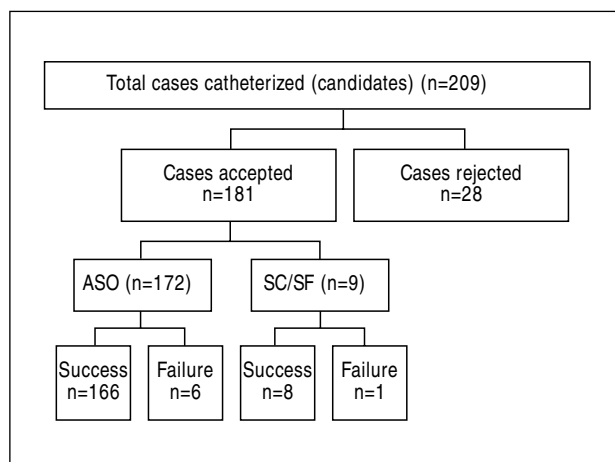 Total cases catheterized (candidates) (n=209)
Cases accepted
n=181
Cases rejected
n=28
ASO (n=172)
SC/SF (n=9)
Success
n=166
Failure
n=6
Success
n=8
Failure
n=1